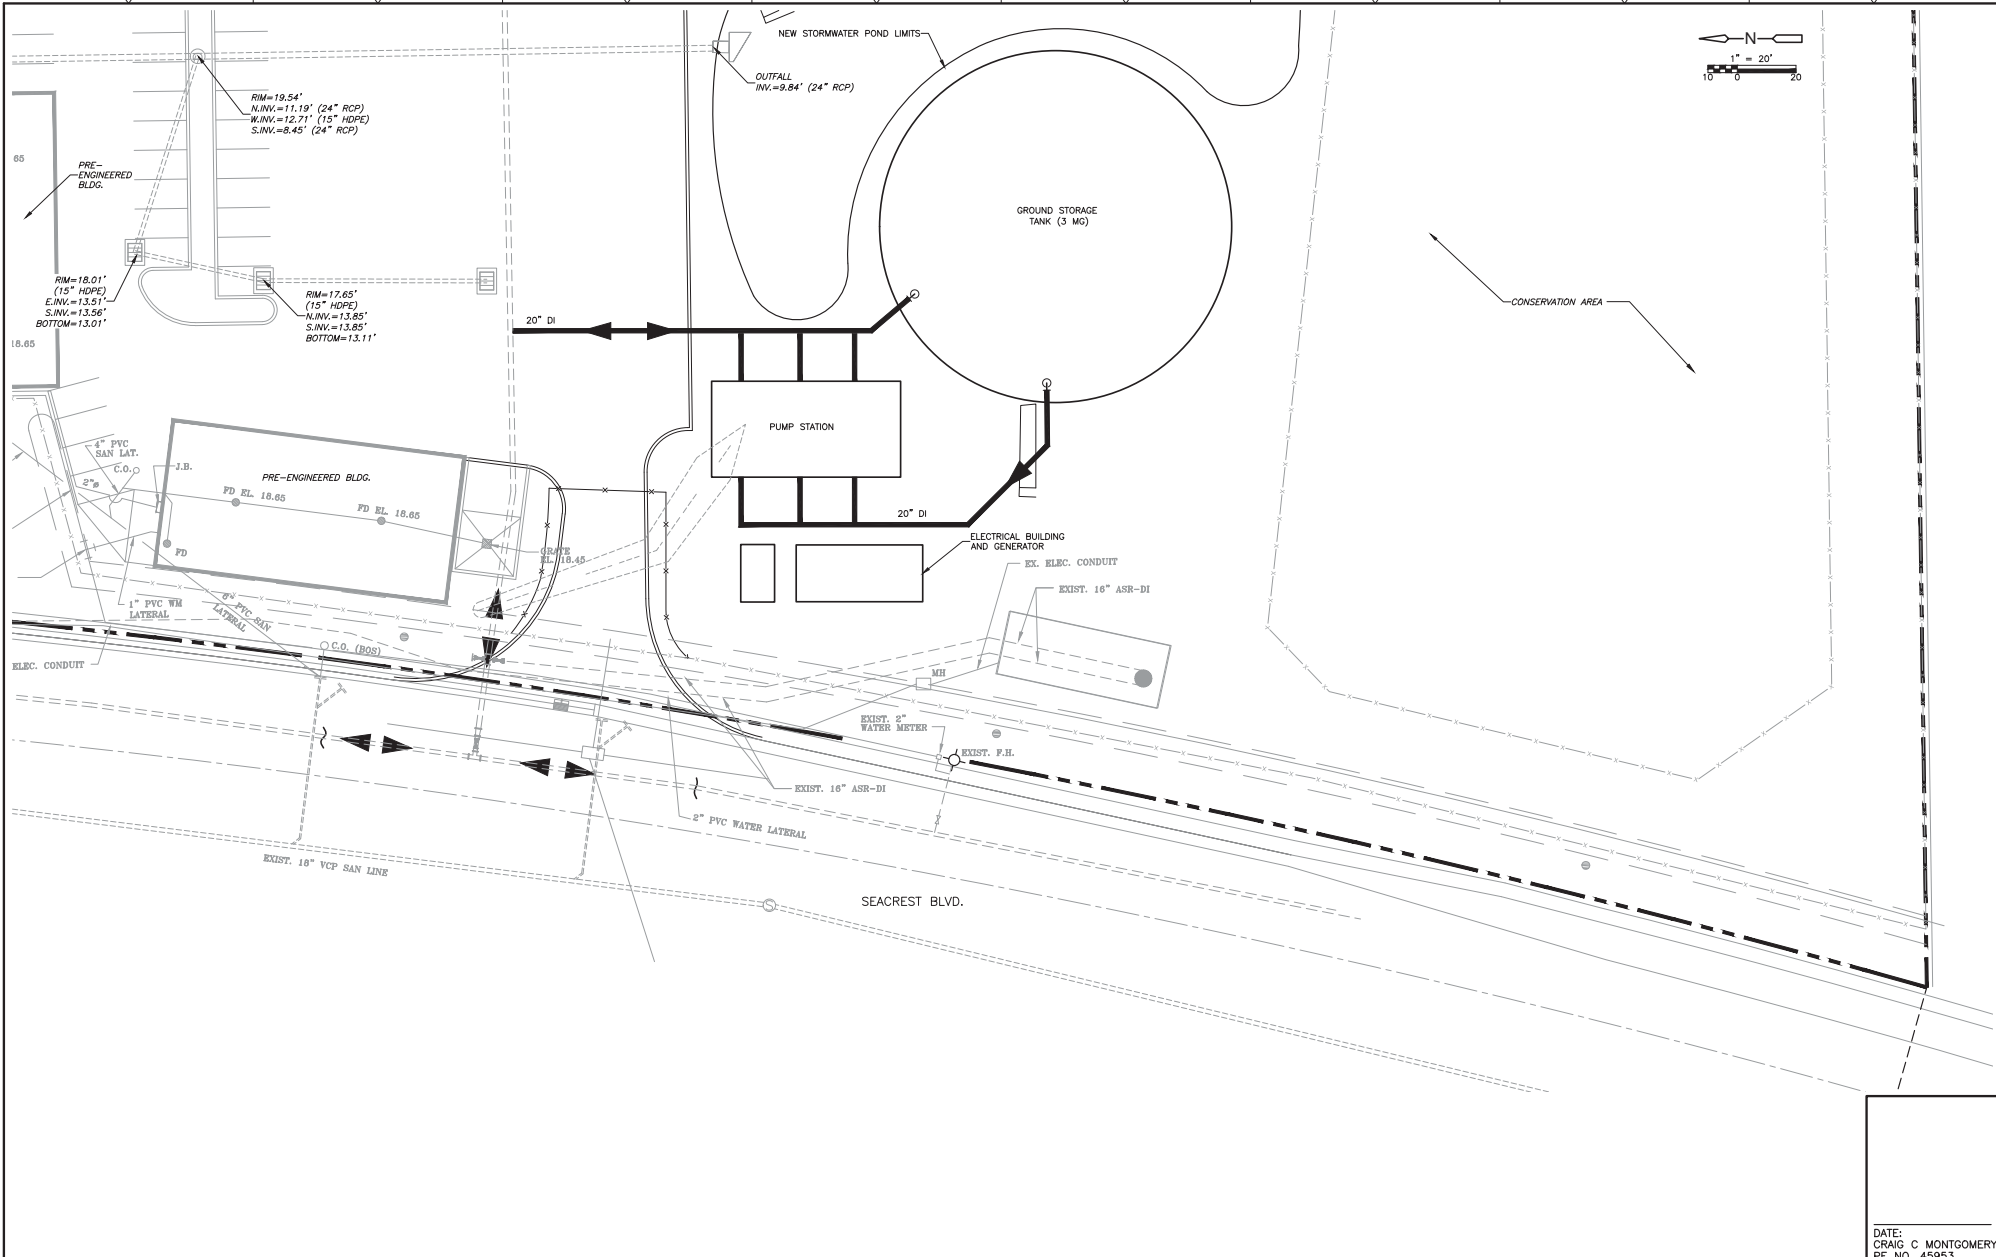 NEW STORMWATER POND LIMITS
N
1" = 20'
10 0 20
OUTFALL
INV.=9.84' (24" RCP)
RIM=19.54'
N.INV.=11.19' (24" RCP)
W.INV.=12.71' (15" HDPE)
S.INV.=8.45' (24" RCP)
65
PRE-
ENGINEERED
BLDG.
GROUND STORAGE
TANK (3 MG)
RIM=18.01'
(15" HDPE)
E.INV.=13.51'
S.INV.=13.56'
BOTTOM=13.01'
RIM=17.65'
(15" HDPE)
N.INV.=13.85'
S.INV.=13.85'
BOTTOM=13.11'
CONSERVATION AREA
20" DI
18.65
PUMP STATION
4" PVC
SAN LAT.
C.O.
J.B.
2"ø
PRE-ENGINEERED BLDG.
FD EL. 18.65
FD EL. 18.65
FD
20" DI
GRATE
EL. 18.45
ELECTRICAL BUILDING
AND GENERATOR
EX. ELEC. CONDUIT
EXIST. 16" ASR-DI
1" PVC WM
LATERAL
6" PVC SAN
LATERAL
C.O. (BOS)
ELEC. CONDUIT
MH
EXIST. 2"
WATER METER
EXIST. F.H.
EXIST. 16" ASR-DI
2" PVC WATER LATERAL
EXIST. 18" VCP SAN LINE
S
SEACREST BLVD.
DATE:
CRAIG C MONTGOMERY
PE NO. 45953